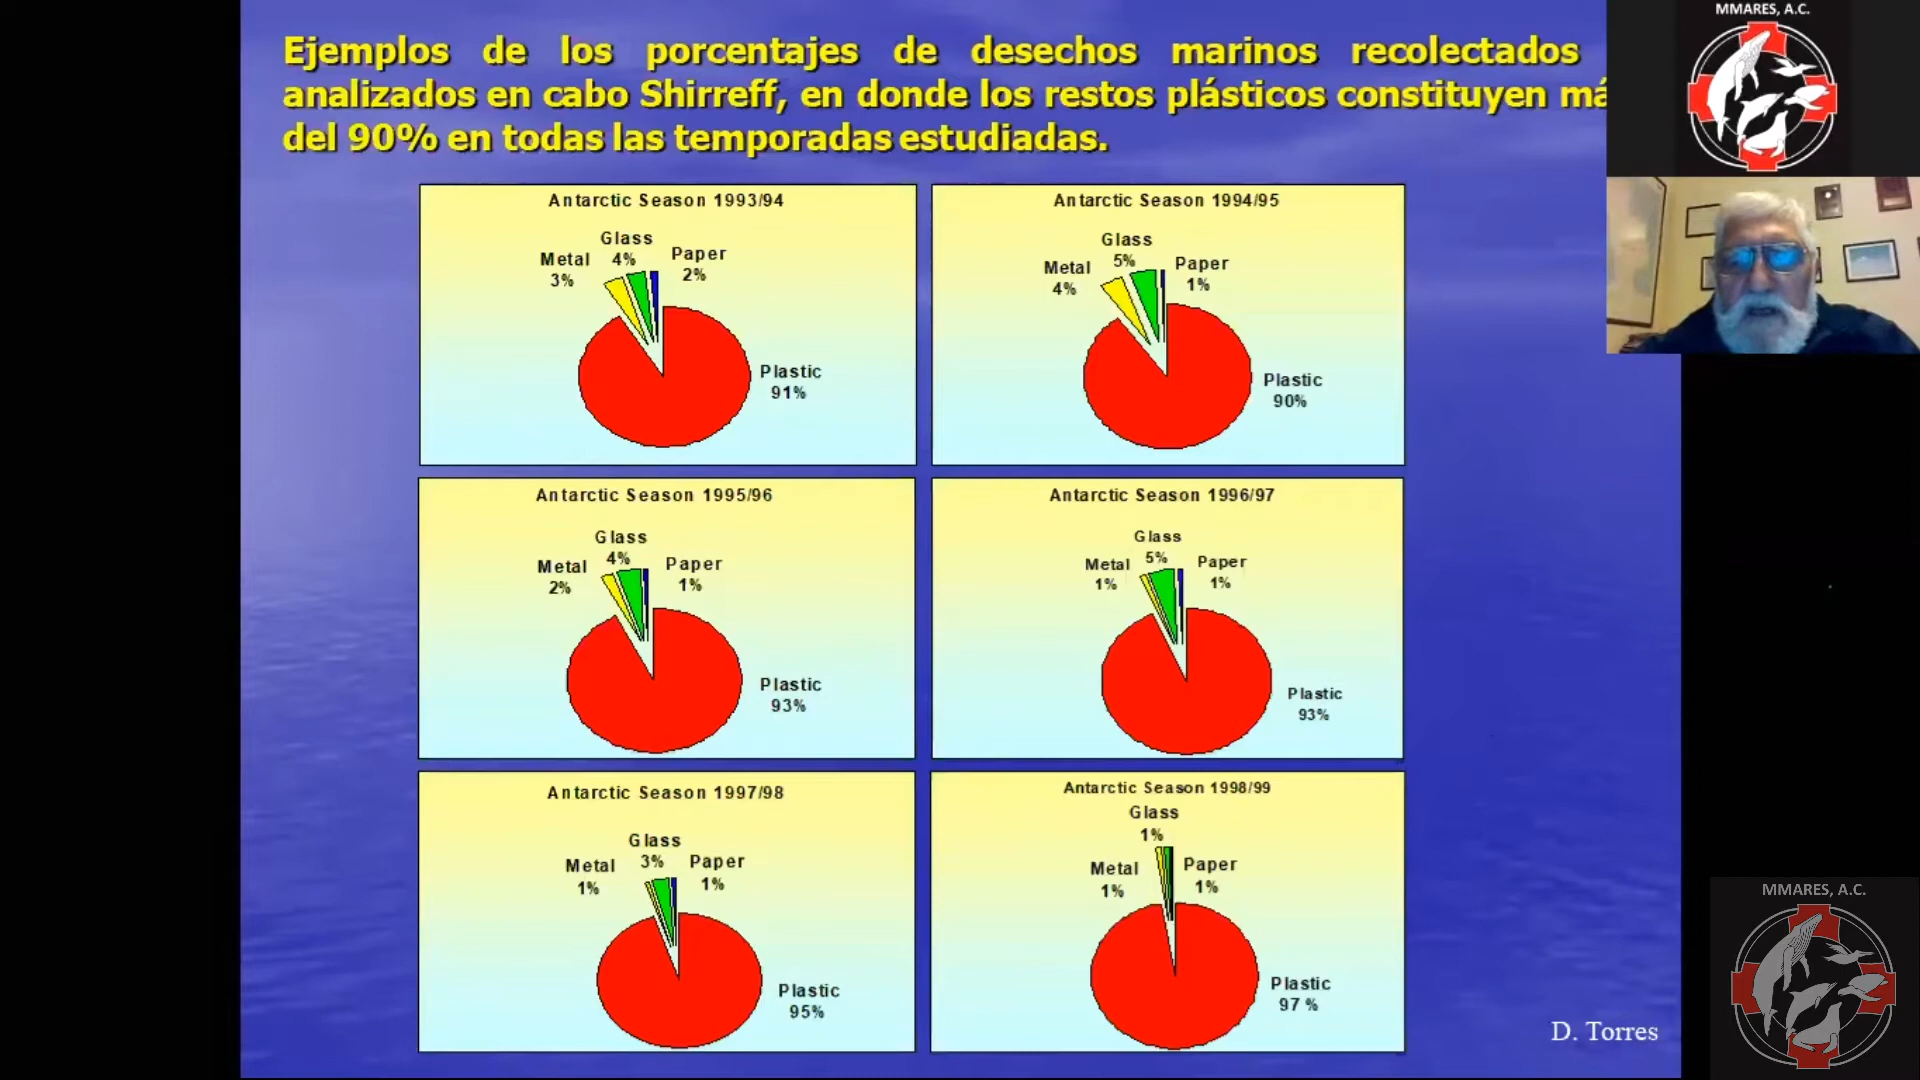 Ejemplos de los porcentajes de desechos marinos recolectados
analizados en cabo Shirreff, en donde los restos plásticos constituyen má
del 90% en todas las temporadas estudiadas.
MMARES, A.C.
Antarctic Season 1993/94
Glass
4%
Metal
3%
Paper
2%
Plastic
91%
Antarctic Season 1994/95
Glass
5%
Metal
4%
Paper
1%
Plastic
90%
Antarctic Season 1995/96
Glass
4%
Metal
2%
Paper
1%
Plastic
93%
Antarctic Season 1996/97
Glass
5%
Metal
1%
Paper
1%
Plastic
93%
Antarctic Season 1997/98
Glass
3%
Metal
1%
Paper
1%
Plastic
95%
Antarctic Season 1998/99
Glass
1%
Metal
1%
Paper
1%
Plastic
97 %
D. Torres
MMARES, A.C.